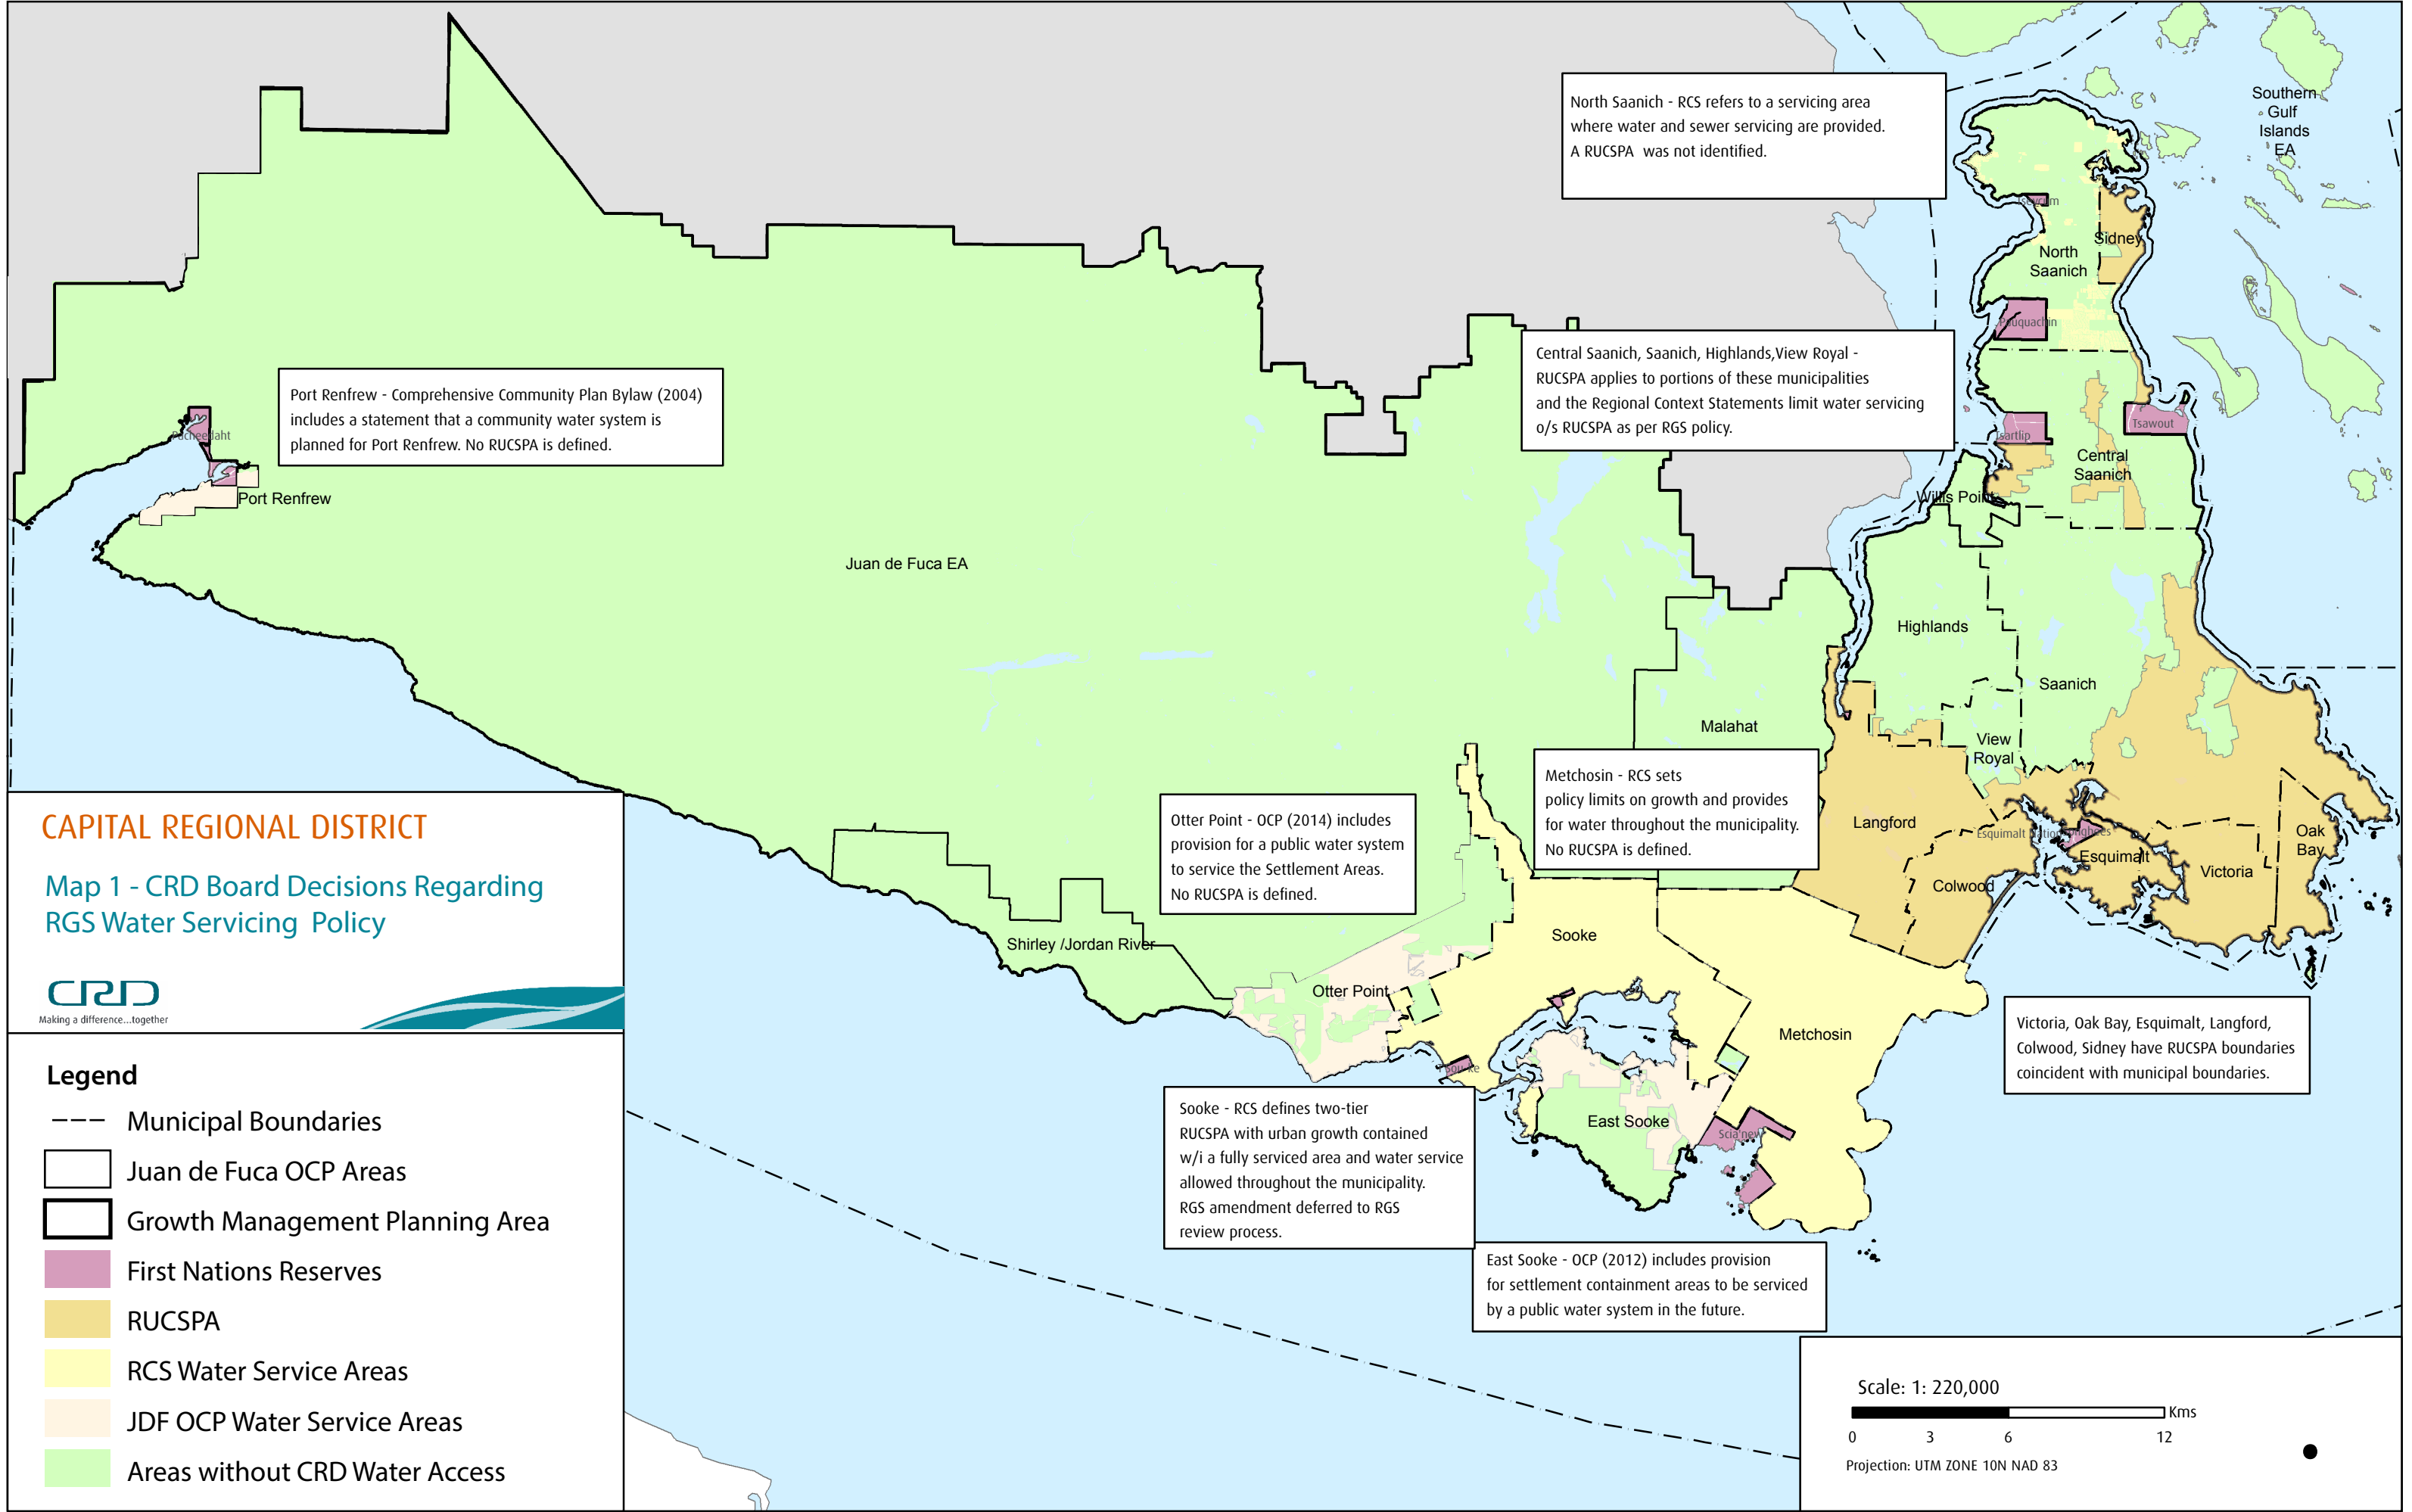 North Saanich - RCS refers to a servicing area
where water and sewer servicing are provided.
A RUCSPA was not identified.
Southern
Gulf
Islands
EA
Tseycum
Sidney
North
Saanich
Pauquachin
Central Saanich, Saanich, Highlands,View Royal -
RUCSPA applies to portions of these municipalities
and the Regional Context Statements limit water servicing
o/s RUCSPA as per RGS policy.
Port Renfrew - Comprehensive Community Plan Bylaw (2004)
includes a statement that a community water system is
planned for Port Renfrew. No RUCSPA is defined.
Pacheedaht
Port Renfrew
Tsartlip
Tsawout
Central
Saanich
Willis Point
Juan de Fuca EA
Highlands
Saanich
Malahat
View
Royal
Metchosin - RCS sets
policy limits on growth and provides
for water throughout the municipality.
No RUCSPA is defined.
Otter Point - OCP (2014) includes
provision for a public water system
to service the Settlement Areas.
No RUCSPA is defined.
Langford
Esquimalt Nation
Songhees
Esquimalt
Oak
Bay
Victoria
Colwood
CAPITAL REGIONAL DISTRICT
Map 1 - CRD Board Decisions Regarding
RGS Water Servicing Policy
CRD
Making a difference...together
Shirley /Jordan River
Sooke
Otter Point
Metchosin
T'Sou-ke
East Sooke
Scia'new
Victoria, Oak Bay, Esquimalt, Langford,
Colwood, Sidney have RUCSPA boundaries
coincident with municipal boundaries.
Sooke - RCS defines two-tier
RUCSPA with urban growth contained
w/i a fully serviced area and water service
allowed throughout the municipality.
RGS amendment deferred to RGS
review process.
East Sooke - OCP (2012) includes provision
for settlement containment areas to be serviced
by a public water system in the future.
Legend
Municipal Boundaries
Juan de Fuca OCP Areas
Growth Management Planning Area
First Nations Reserves
RUCSPA
RCS Water Service Areas
JDF OCP Water Service Areas
Areas without CRD Water Access
Scale: 1: 220,000
Kms
0 3 6 12
Projection: UTM ZONE 10N NAD 83